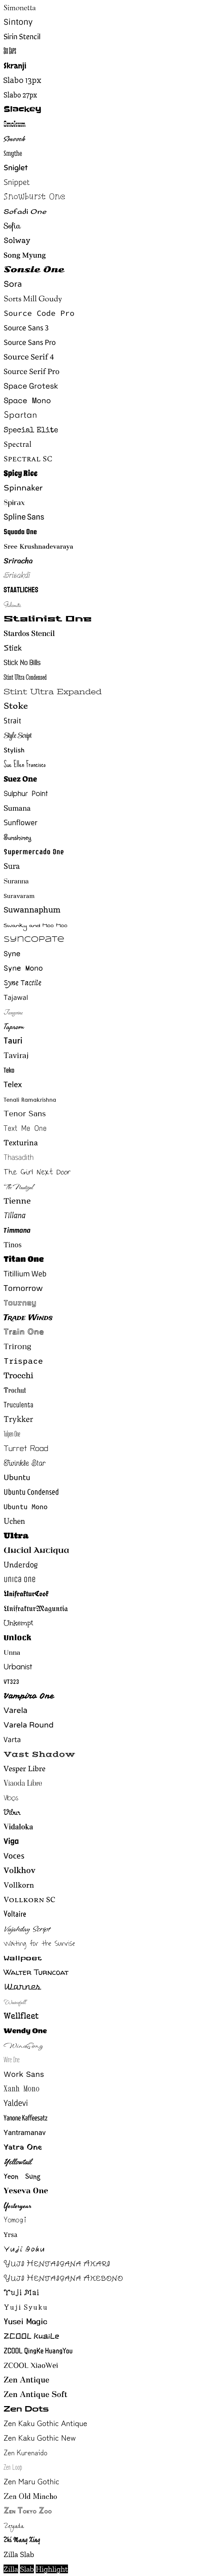 Simonetta
Sintony
Sirin Stencil
Six Caps
Skranji
Slabo 13px
Slabo 27px
Slackey
Smokum
Smythe
Sniglet
Snippet
Snowburst One
Sofadi One
Sofia
Solway
Song Myung
Sonsie One
Sora
Sorts Mill Goudy
Source Code Pro
Source Sans 3
Source Sans Pro
Source Serif 4
Source Serif Pro
Space Grotesk
Space Mono
Spartan
Special Elite
Spectral
Spectral SC
Spicy Rice
Spinnaker
Spirax
Spline Sans
Squada One
Sree Krushnadevaraya
Sriracha
Srisakdi
Staatliches
Stalinist One
Stardos Stencil
Stick
Stick No Bills
Stint Ultra Condensed
Stint Ultra Expanded
Stoke
Strait
Style Script
Stylish
Sue Ellen Francisco
Suez One
Sulphur Point
Sumana
Sunflower
Sunshiney
Supermercado One
Sura
Suranna
Suravaram
Suwannaphum
Swanky and Moo Moo
Syncopate
Syne
Syne Mono
Syne Tactile
Tajawal
Tangerine
Taprom
Tauri
Taviraj
Teko
Telex
Tenali Ramakrishna
Tenor Sans
Text Me One
Texturina
Thasadith
The Girl Next Door
The Nautigal
Tienne
Tillana
Timmana
Tinos
Titan One
Titillium Web
Tomorrow
Tourney
Trade Winds
Train One
Trirong
Trispace
Trocchi
Trochut
Truculenta
Trykker
Tulpen One
Turret Road
Twinkle Star
Ubuntu
Ubuntu Condensed
Ubuntu Mono
Uchen
Ultra
Uncial Antiqua
Underdog
Unica One
UnifrakturCook
UnifrakturMaguntia
Unkempt
Unlock
Unna
Urbanist
VT323
Vampiro One
Varela
Varela Round
Varta
Vast Shadow
Vesper Libre
Viaoda Libre
Vibes
Vibur
Vidaloka
Viga
Voces
Volkhov
Vollkorn
Vollkorn SC
Voltaire
Vujahday Script
Waiting for the Sunrise
Wallpoet
Walter Turncoat
Warnes
Waterfall
Wellfleet
Wendy One
WindSong
Wire One
Work Sans
Xanh Mono
Yaldevi
Yanone Kaffeesatz
Yantramanav
Yatra One
Yellowtail
Yeon Sung
Yeseva One
Yesteryear
Yomogi
Yrsa
Yuji Boku
Yuji Hentaigana Akari
Yuji Hentaigana Akebono
Yuji Mai
Yuji Syuku
Yusei Magic
ZCOOL KuaiLe
ZCOOL QingKe HuangYou
ZCOOL XiaoWei
Zen Antique
Zen Antique Soft
Zen Dots
Zen Kaku Gothic Antique
Zen Kaku Gothic New
Zen Kurenaido
Zen Loop
Zen Maru Gothic
Zen Old Mincho
Zen Tokyo Zoo
Zeyada
Zhi Mang Xing
Zilla Slab
Zilla Slab Highlight